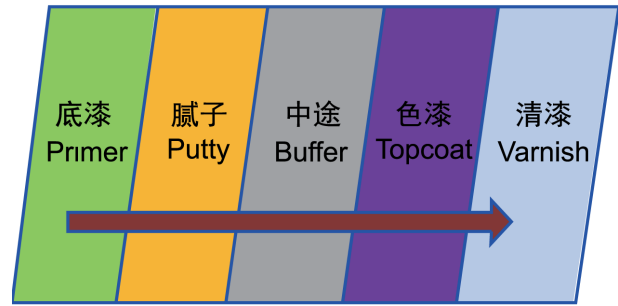 底漆
Primer
腻子
Putty
中途
Buffer
色漆
Topcoat
清漆
Varnish